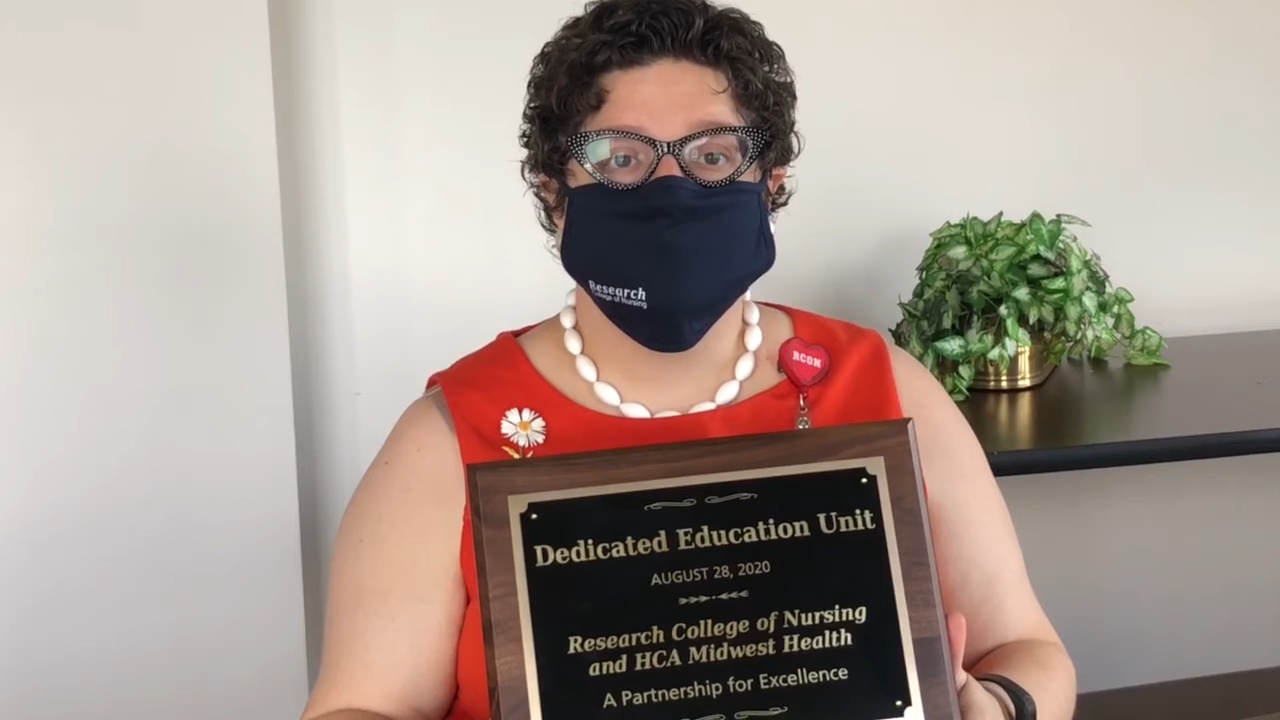 Research
College of Nursing
RCON
Dedicated Education Unit
AUGUST 28, 2020
Research College of Nursing
and HCA Midwest Health
A Partnership for Excellence